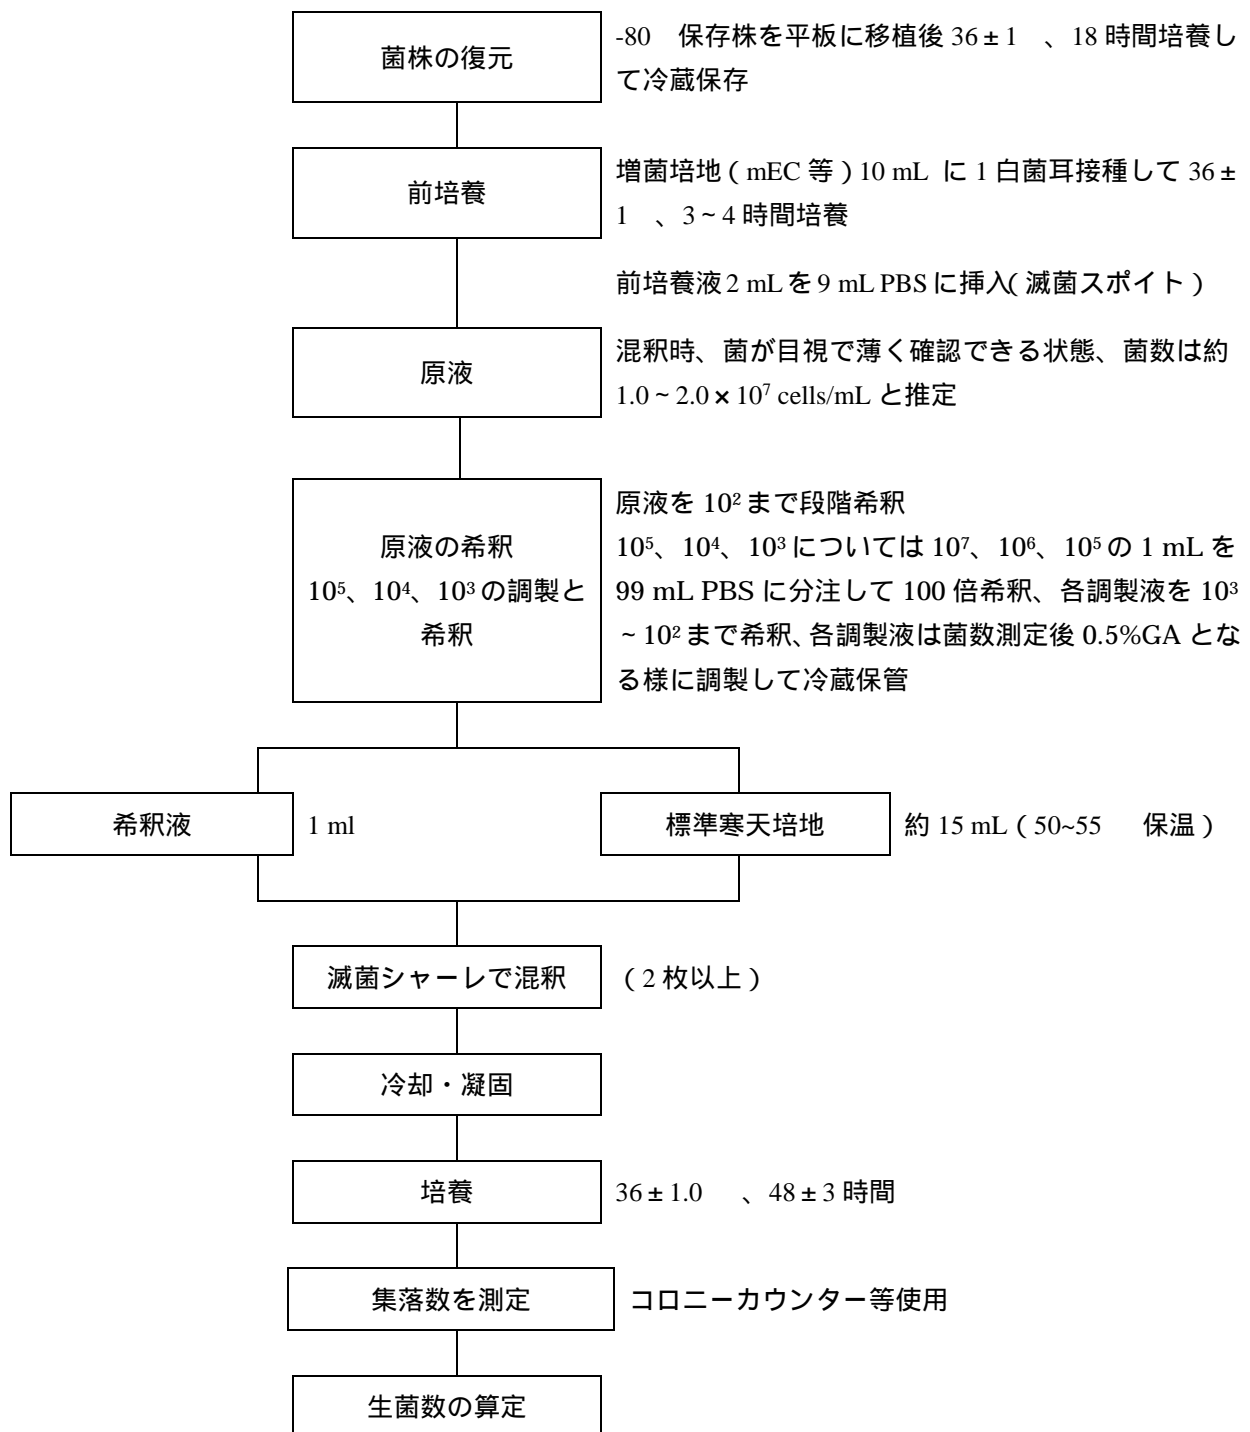 菌株の復元
-80　保存株を平板に移植後 36±1　、18 時間培養し
て冷蔵保存
前培養
増菌培地（mEC 等）10 mL に 1 白菌耳接種して 36±
1　、3~4 時間培養
前培養液 2 mL を 9 mL PBS に挿入（滅菌スポイト）
原液
混釈時、菌が目視で薄く確認できる状態、菌数は約
1.0~2.0×10⁷ cells/mL と推定
原液の希釈
10⁵、10⁴、10³ の調製と
希釈
原液を 10² まで段階希釈
10⁵、10⁴、10³ については 10⁷、10⁶、10⁵ の 1 mL を
99 mL PBS に分注して 100 倍希釈、各調製液を 10³
~10² まで希釈、各調製液は菌数測定後 0.5%GA とな
る様に調製して冷蔵保管
希釈液
1 ml
標準寒天培地
約 15 mL（50~55　保温）
滅菌シャーレで混釈
（2 枚以上）
冷却・凝固
培養
36±1.0　、48±3 時間
集落数を測定
コロニーカウンター等使用
生菌数の算定